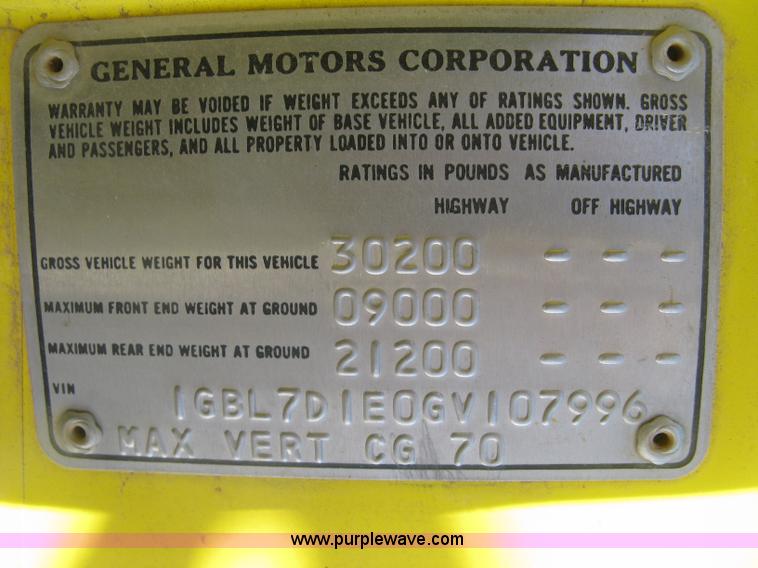 GENERAL MOTORS CORPORATION
WARRANTY MAY BE VOIDED IF WEIGHT EXCEEDS ANY OF RATINGS SHOWN. GROSS
VEHICLE WEIGHT INCLUDES WEIGHT OF BASE VEHICLE, ALL ADDED EQUIPMENT, DRIVER
AND PASSENGERS, AND ALL PROPERTY LOADED INTO OR ONTO VEHICLE.
RATINGS IN POUNDS AS MANUFACTURED
HIGHWAY OFF HIGHWAY
GROSS VEHICLE WEIGHT FOR THIS VEHICLE 30200 - - -
MAXIMUM FRONT END WEIGHT AT GROUND 09000 - - -
MAXIMUM REAR END WEIGHT AT GROUND 21200 - - -
VIN 1GBL7D1E0GV107996
MAX VERT CG 70
www.purplewave.com